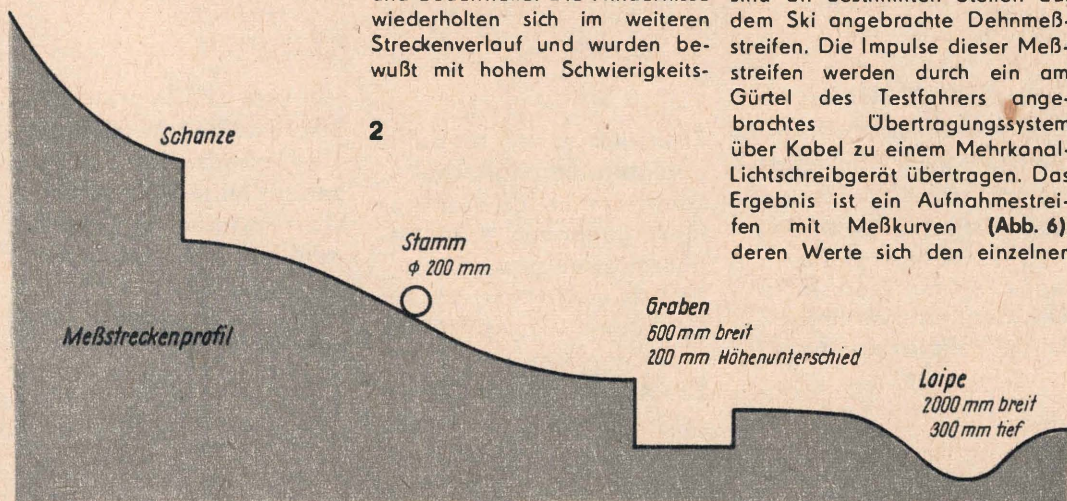 wiederholten sich im weiteren
Streckenverlauf und wurden be-
wußt mit hohem Schwierigkeits-
2
dem Ski angebrachte Dehnmeß-
streifen. Die Impulse dieser Meß-
streifen werden durch ein am
Gürtel des Testfahrers ange-
brachtes Übertragungssystem
über Kabel zu einem Mehrkanal-
Lichtschreibgerät übertragen. Das
Ergebnis ist ein Aufnahmestrei-
fen mit Meßkurven (Abb. 6)
deren Werte sich den einzelner
Schanze
Stamm
ϕ 200 mm
Meßstreckenprofil
Graben
600 mm breit
200 mm Höhenunterschied
Loipe
2000 mm breit
300 mm tief